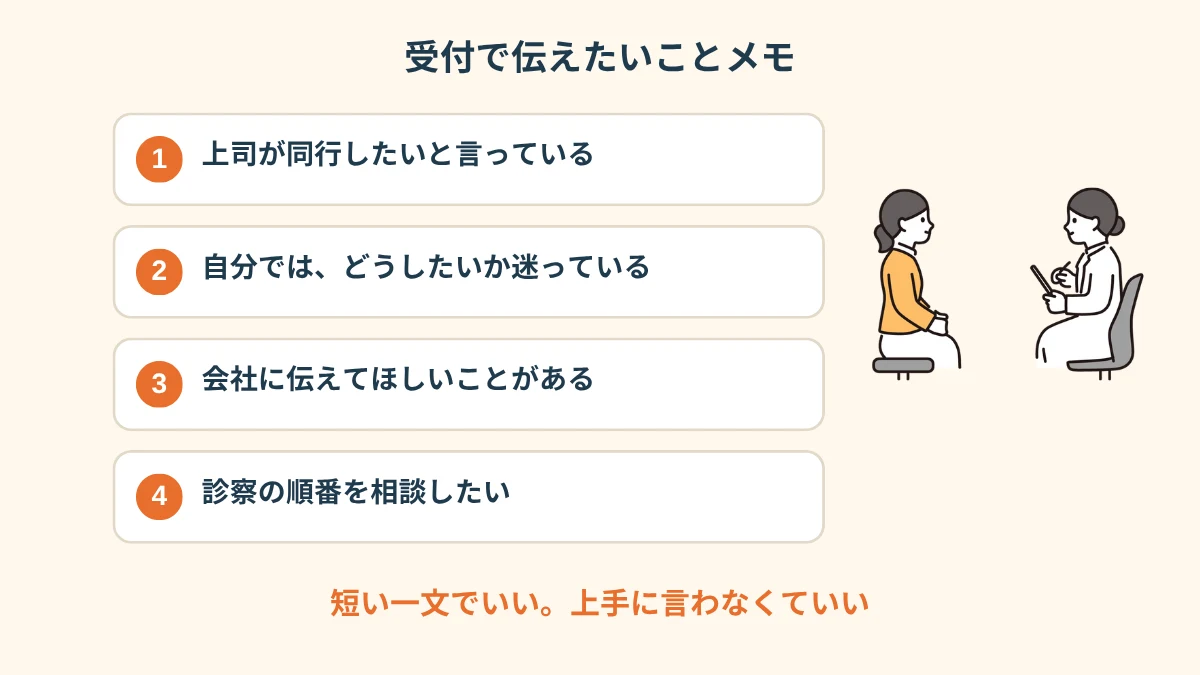 受付で伝えたいことメモ
1 上司が同行したいと言っている
2 自分では、どうしたいか迷っている
3 会社に伝えてほしいことがある
4 診察の順番を相談したい
短い一文でいい。上手に言わなくていい